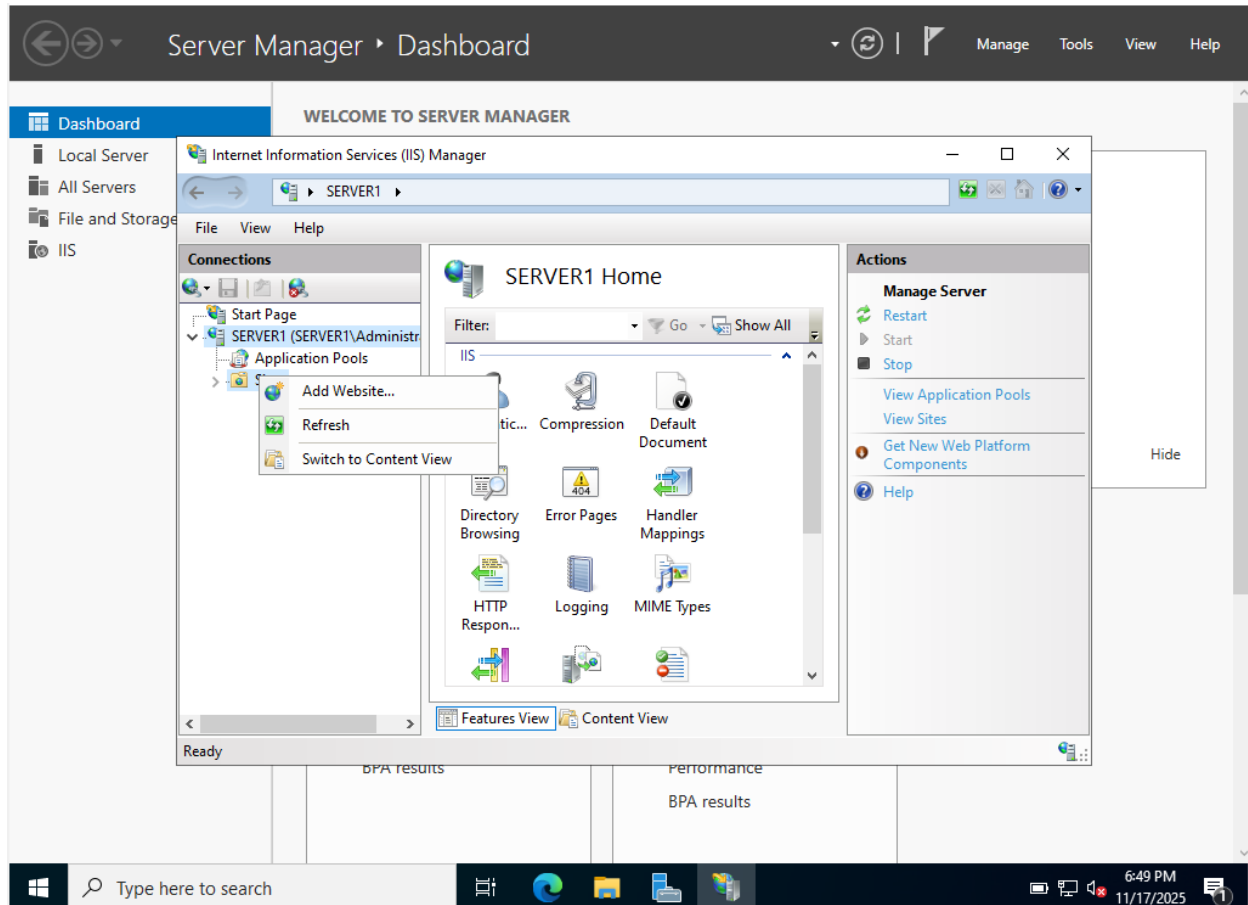 Server Manager ‣ Dashboard
Manage Tools View Help
WELCOME TO SERVER MANAGER
Dashboard
Local Server
All Servers
File and Storage
IIS
Internet Information Services (IIS) Manager
SERVER1
File View Help
Connections
Start Page
SERVER1 (SERVER1\Administr
Application Pools
Add Website...
Refresh
Switch to Content View
SERVER1 Home
Filter: Go Show All
IIS
tic... Compression Default Document
Directory Browsing Error Pages Handler Mappings
HTTP Respon... Logging MIME Types
404
Features View Content View
Actions
Manage Server
Restart
Start
Stop
View Application Pools
View Sites
Get New Web Platform
Components
Help
Hide
Ready
BPA results
Performance
BPA results
Type here to search
6:49 PM
11/17/2025
1